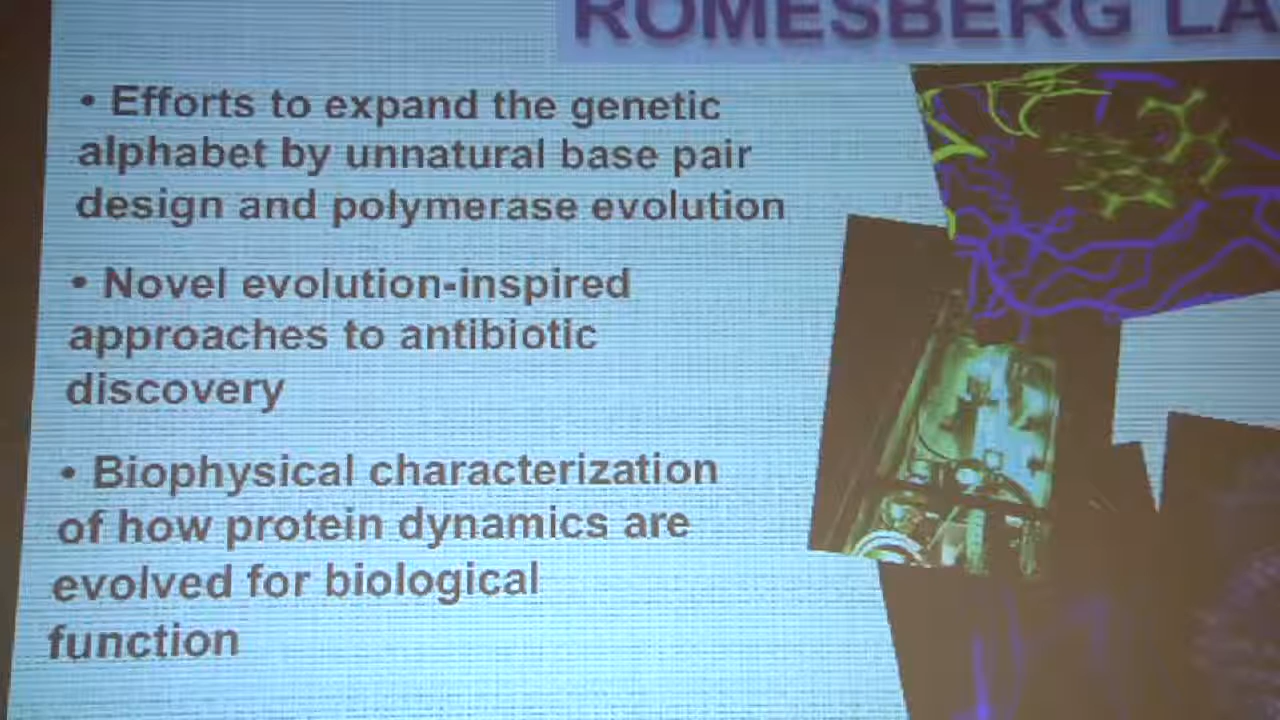 ROMESBERG LA
• Efforts to expand the genetic
alphabet by unnatural base pair
design and polymerase evolution
• Novel evolution-inspired
approaches to antibiotic
discovery
• Biophysical characterization
of how protein dynamics are
evolved for biological
function